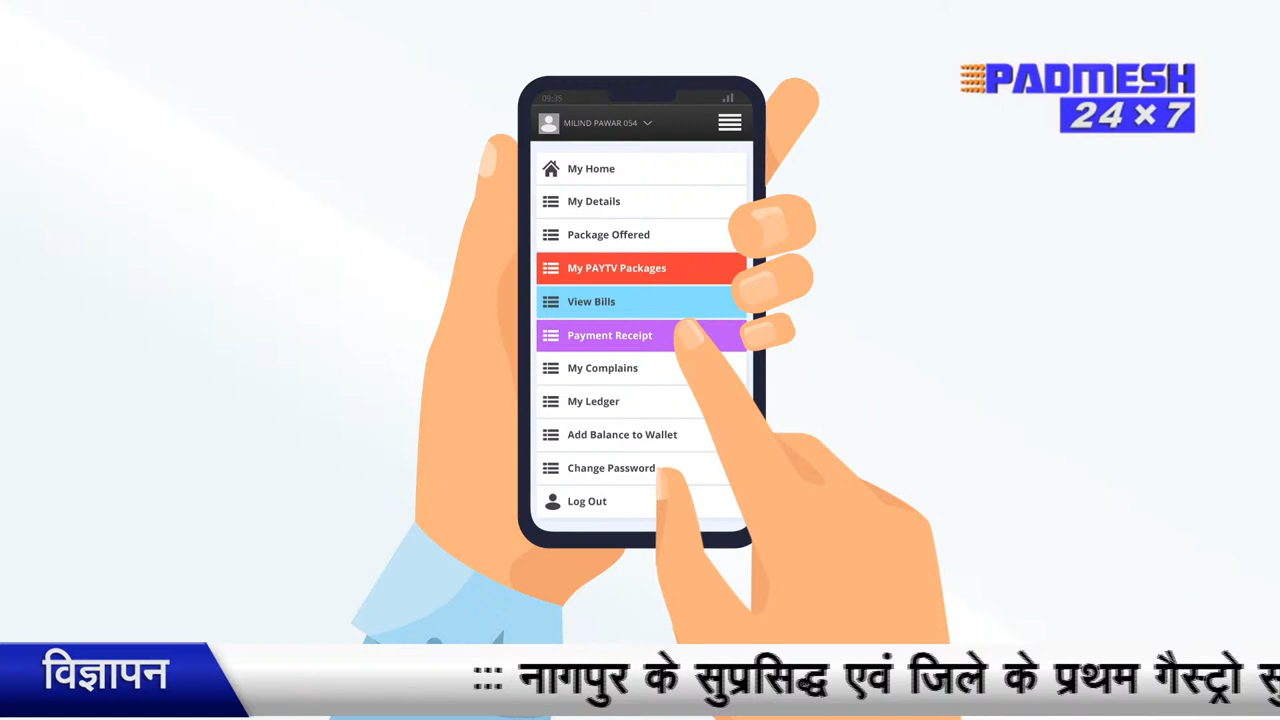 PADMESH
24×7
09:35
MILIND PAWAR 054
My Home
My Details
Package Offered
My PAYTV Packages
View Bills
Payment Receipt
My Complains
My Ledger
Add Balance to Wallet
Change Password
Log Out
विज्ञापन
::: नागपुर के सुप्रसिद्ध एवं जिले के प्रथम गैस्ट्रो